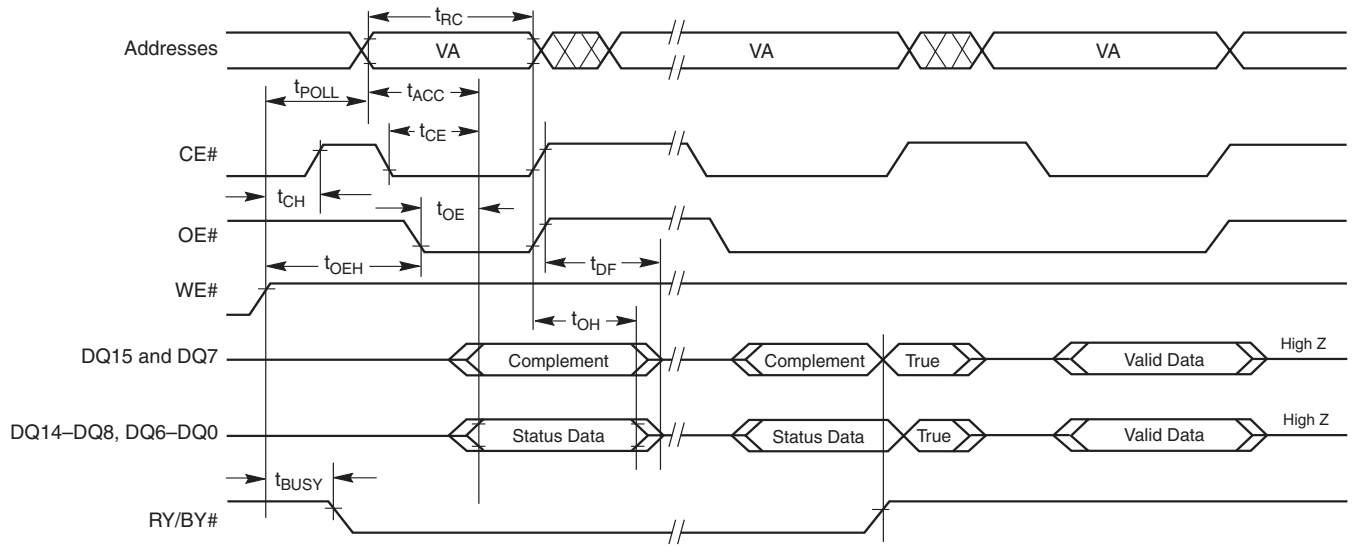 tRC
Addresses VA VA VA
tPOLL tACC
tCE
CE#
tCH tOE
OE#
tOEH tDF
WE#
tOH
DQ15 and DQ7 Complement Complement True Valid Data High Z
DQ14–DQ8, DQ6–DQ0 Status Data Status Data True Valid Data High Z
tBUSY
RY/BY#